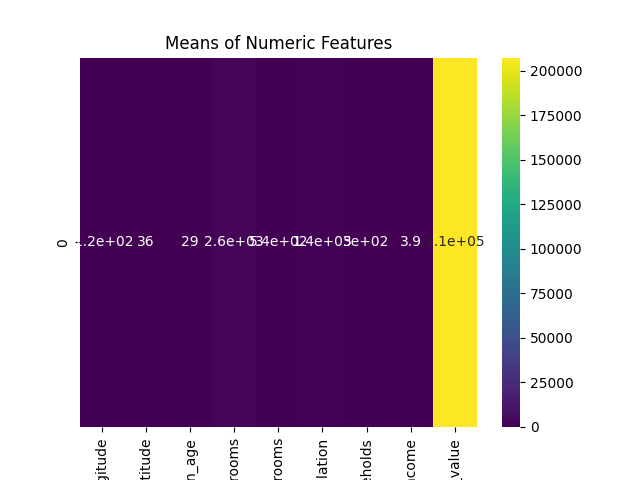 Means of Numeric Features
0
.2e+02 36 29 2.6e+03 5.4e+02 1.4e+03 5e+02 3.9 .1e+05
200000
175000
150000
125000
100000
75000
50000
25000
0
gitude
titude
n_age
rooms
rooms
lation
eholds
come
_value